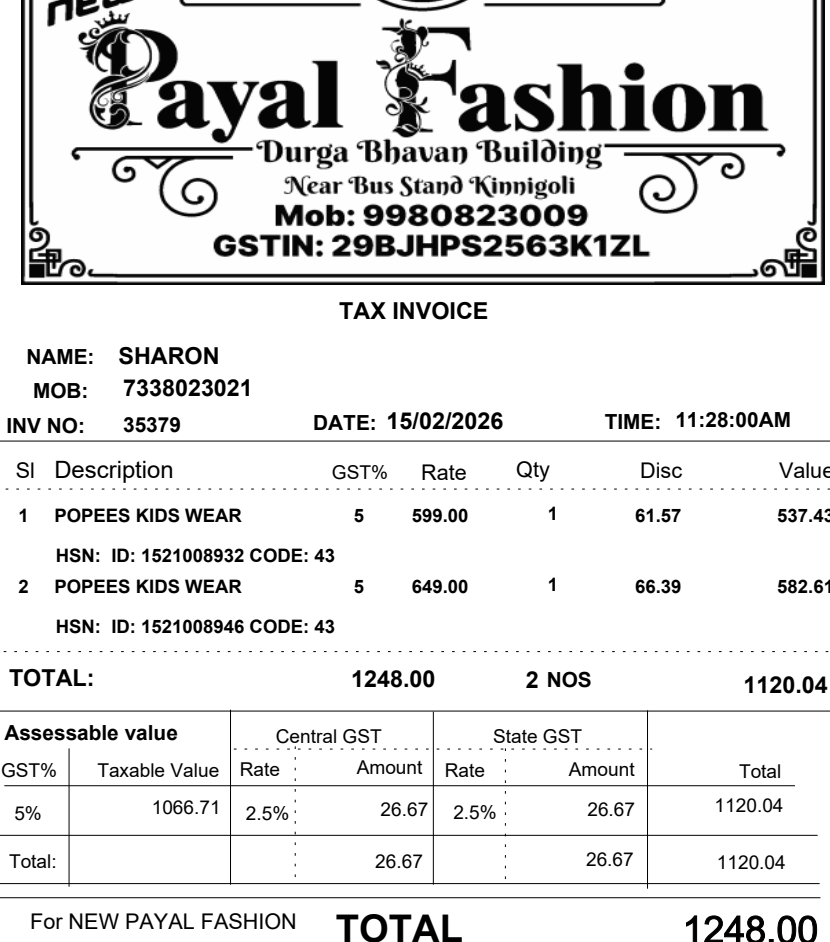 new
Payal Fashion
Durga Bhavan Building
Near Bus Stand Kinnigoli
Mob: 9980823009
GSTIN: 29BJHPS2563K1ZL
TAX INVOICE
NAME: SHARON
MOB: 7338023021
INV NO: 35379 DATE: 15/02/2026 TIME: 11:28:00AM
Sl Description GST% Rate Qty Disc Value
1 POPEES KIDS WEAR 5 599.00 1 61.57 537.43
HSN: ID: 1521008932 CODE: 43
2 POPEES KIDS WEAR 5 649.00 1 66.39 582.61
HSN: ID: 1521008946 CODE: 43
TOTAL: 1248.00 2 NOS 1120.04
Assessable value Central GST State GST
GST% Taxable Value Rate Amount Rate Amount Total
5% 1066.71 2.5% 26.67 2.5% 26.67 1120.04
Total: 26.67 26.67 1120.04
For NEW PAYAL FASHION TOTAL 1248.00